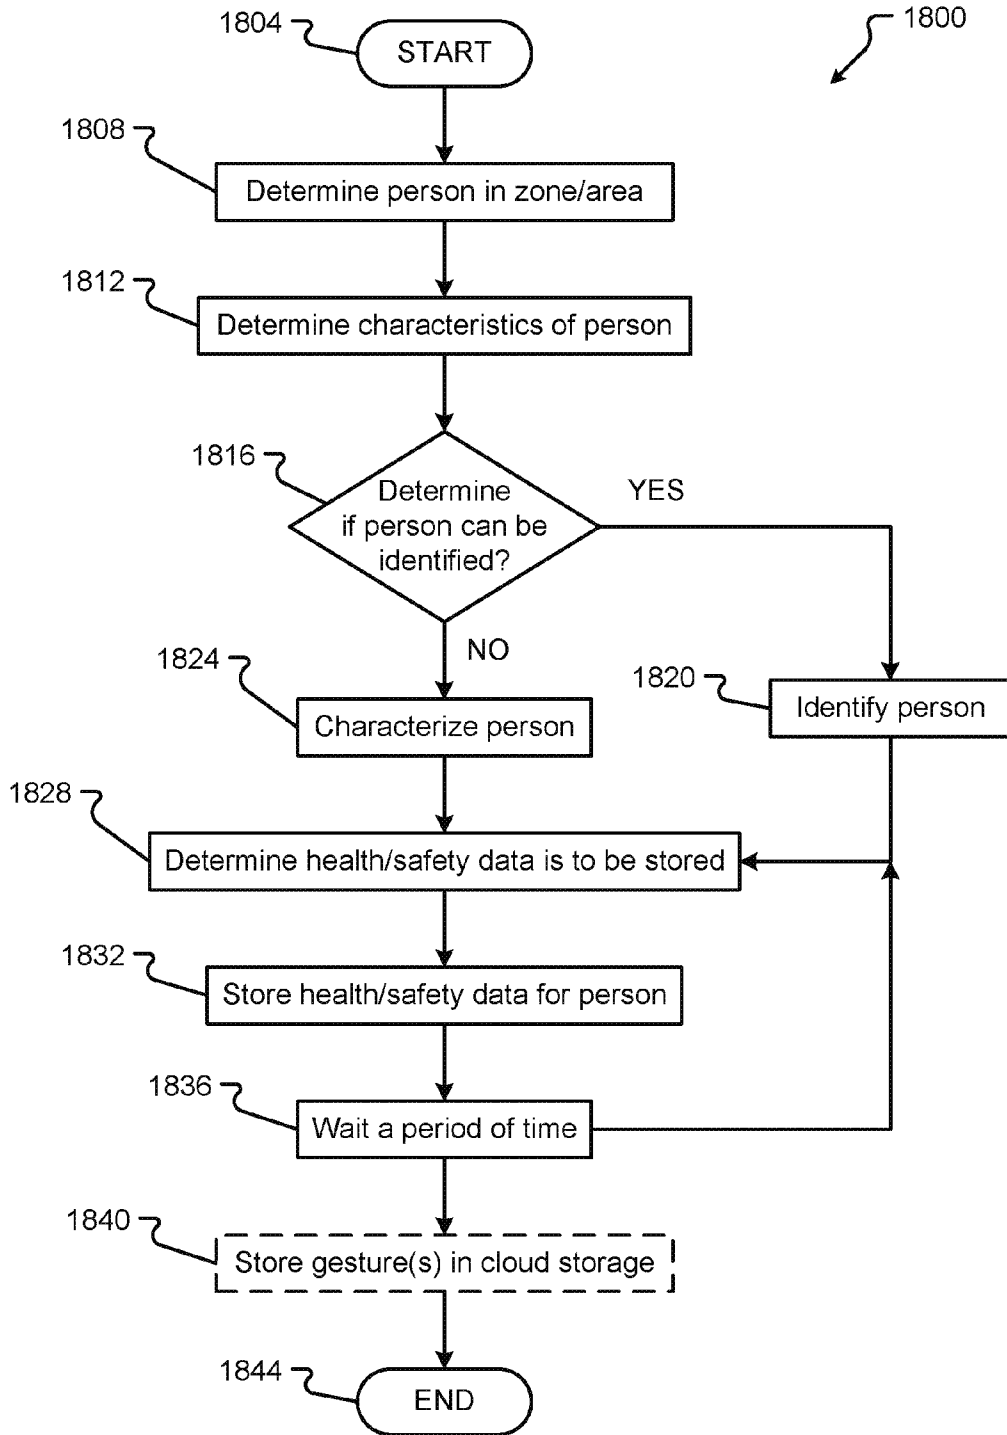 1800
1804
START
1808
Determine person in zone/area
1812
Determine characteristics of person
1816
Determine
if person can be
identified?
YES
NO
1824
Characterize person
1820
Identify person
1828
Determine health/safety data is to be stored
1832
Store health/safety data for person
1836
Wait a period of time
1840
Store gesture(s) in cloud storage
1844
END